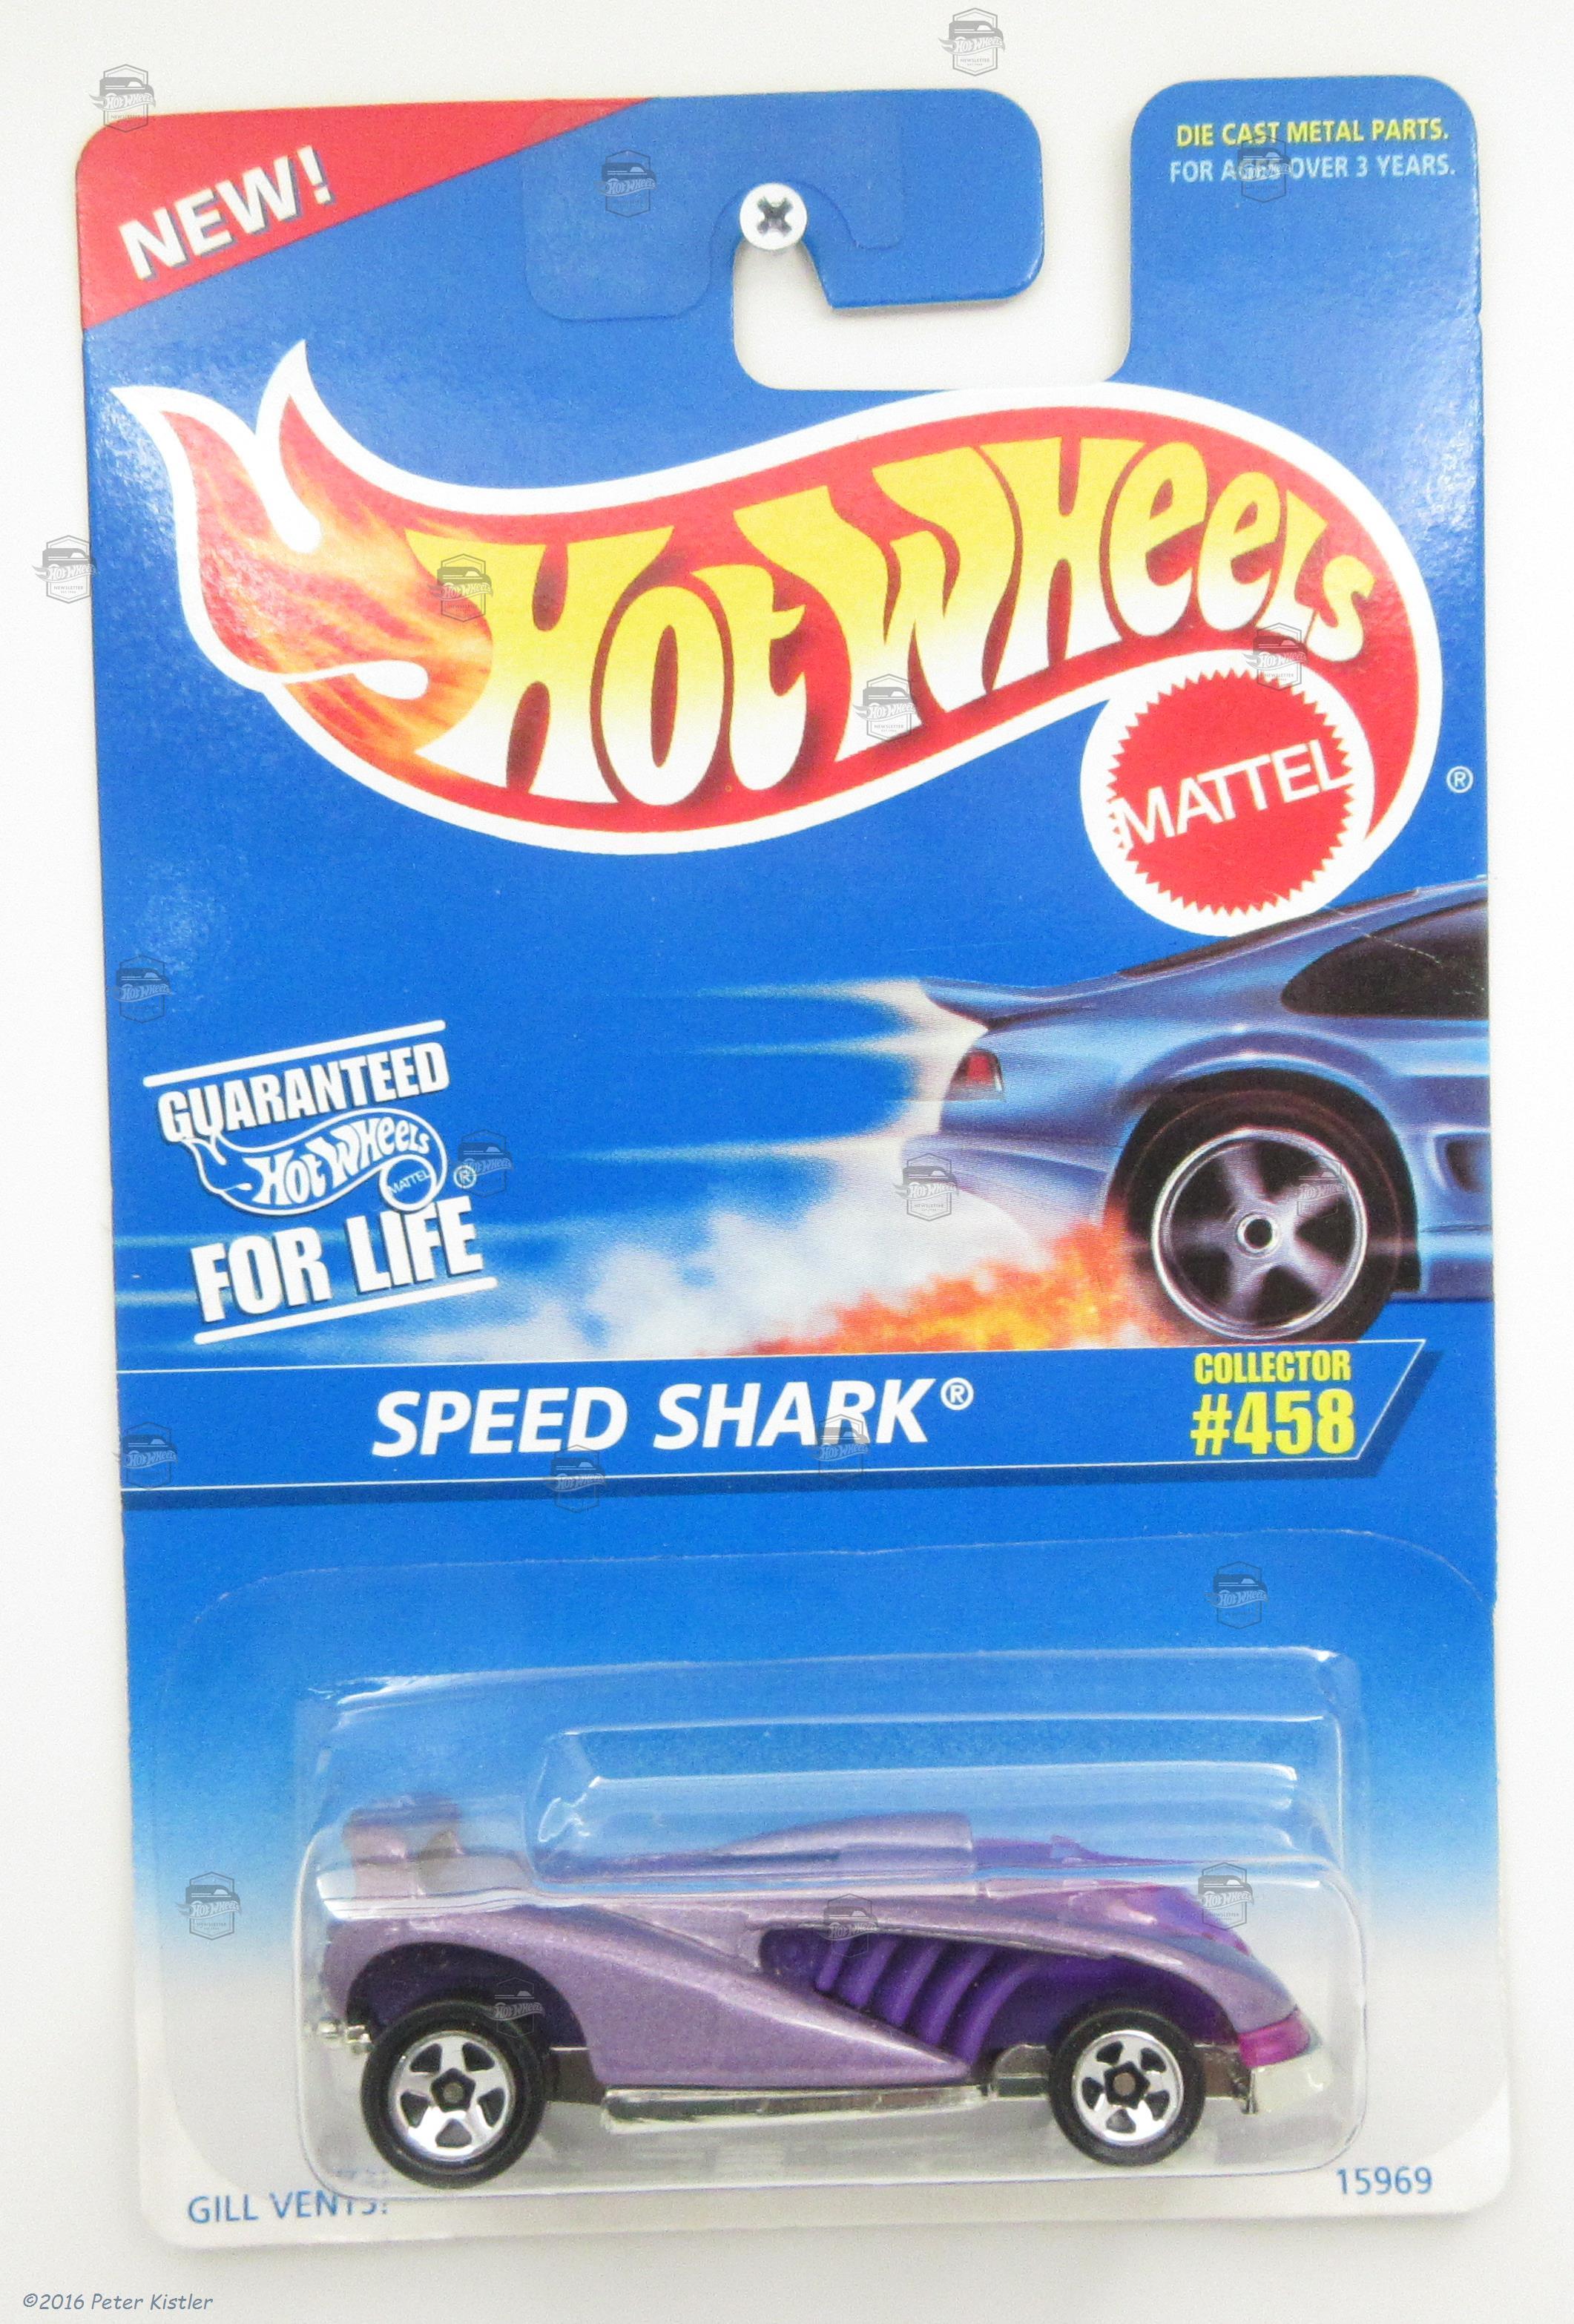 NEW!
DIE CAST METAL PARTS.
FOR AGES OVER 3 YEARS.
HOT WHEELS
MATTEL
®
GUARANTEED
HOT WHEELS
MATTEL ®
FOR LIFE
SPEED SHARK®
COLLECTOR
#458
GILL VENTS!
15969
©2016 Peter Kistler